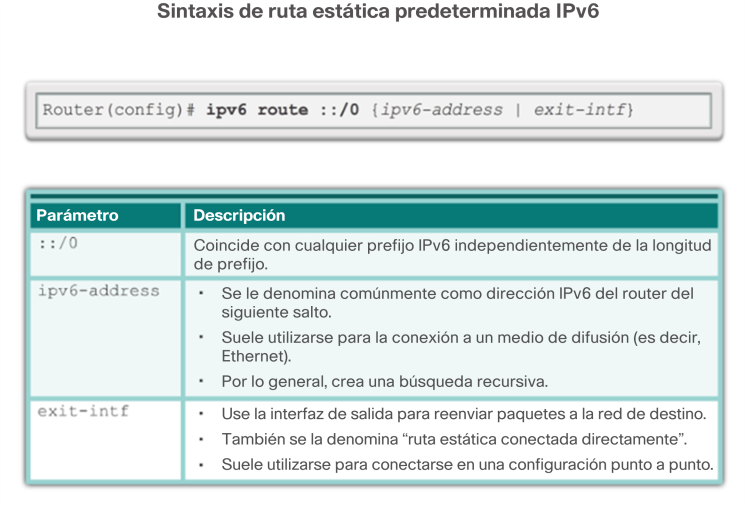 Sintaxis de ruta estática predeterminada IPv6
Router(config)# ipv6 route ::/0 {ipv6-address | exit-intf}
Parámetro Descripción
::/0 Coincide con cualquier prefijo IPv6 independientemente de la longitud
de prefijo.
ipv6-address • Se le denomina comúnmente como dirección IPv6 del router del
siguiente salto.
• Suele utilizarse para la conexión a un medio de difusión (es decir,
Ethernet).
• Por lo general, crea una búsqueda recursiva.
exit-intf • Use la interfaz de salida para reenviar paquetes a la red de destino.
• También se la denomina “ruta estática conectada directamente”.
• Suele utilizarse para conectarse en una configuración punto a punto.